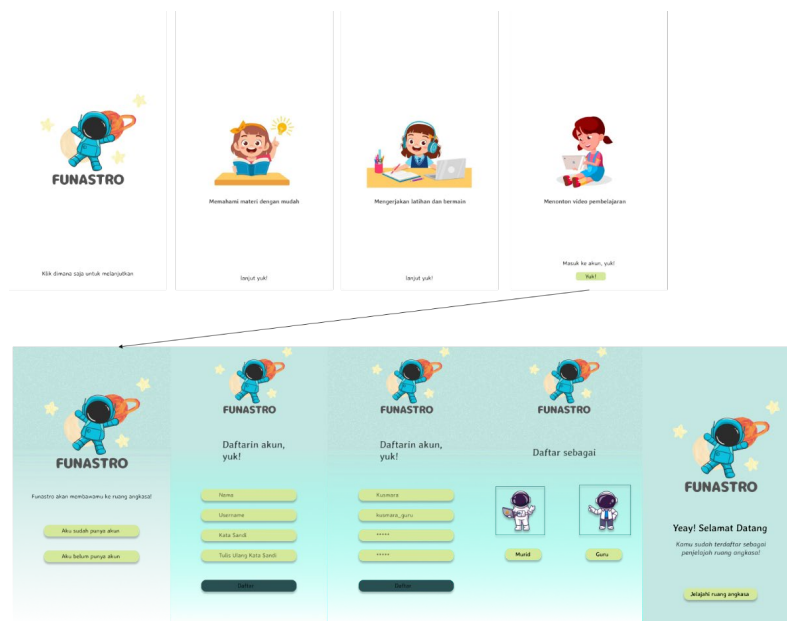 FUNASTRO
Klik dimana saja untuk melanjutkan
Memahami materi dengan mudah
lanjut yuk!
Mengerjakan latihan dan bermain
lanjut yuk!
Menonton video pembelajaran
Masuk ke akun, yuk!
Yuk!
FUNASTRO
Funastro akan membawamu ke ruang angkasa!
Aku sudah punya akun
Aku belum punya akun
FUNASTRO
Daftarin akun,
yuk!
Nama
Username
Kata Sandi
Tulis Ulang Kata Sandi
Daftar
FUNASTRO
Daftarin akun,
yuk!
Kusmara
kusmara_guru
*****
*****
Daftar
FUNASTRO
Daftar sebagai
Murid
Guru
FUNASTRO
Yeay! Selamat Datang
Kamu sudah terdaftar sebagai
penjelajah ruang angkasa!
Jelajahi ruang angkasa